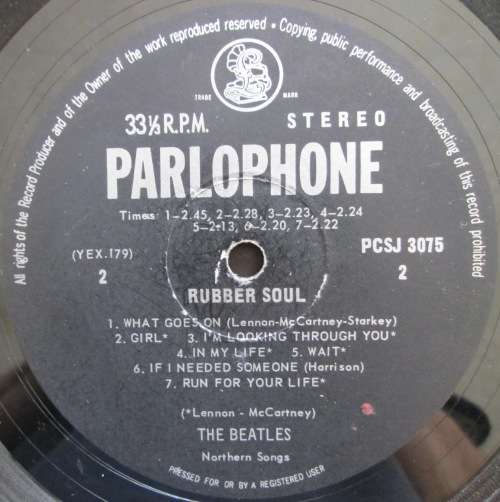 All rights of the Record Producer and of the Owner of the work reproduced reserved • Copying, public performance and broadcasting of this record prohibited
TRADE MARK
33⅓ R.P.M. STEREO
PARLOPHONE
Times: 1-2.45, 2-2.28, 3-2.23, 4-2.24
5-2.13, 6-2.20, 7-2.22
(YEX.179) PCSJ 3075
2 2
RUBBER SOUL
1. WHAT GOES ON (Lennon-McCartney-Starkey)
2. GIRL* 3. I'M LOOKING THROUGH YOU*
4. IN MY LIFE* 5. WAIT*
6. IF I NEEDED SOMEONE (Harrison)
7. RUN FOR YOUR LIFE*
(*Lennon - McCartney)
THE BEATLES
Northern Songs
PRESSED FOR OR BY A REGISTERED USER